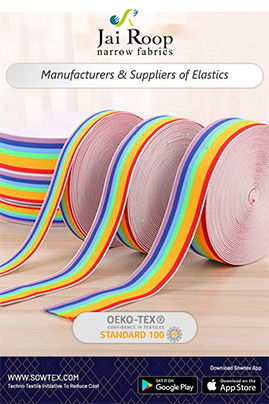 Jai Roop
narrow fabrics
Manufacturers & Suppliers of Elastics
OEKO-TEX®
CONFIDENCE IN TEXTILES
STANDARD 100
Download Sowtex App
WWW.SOWTEX.COM
Techno Textile Initiative To Reduce Cost
GET IT ON
Google Play
Available on the
App Store